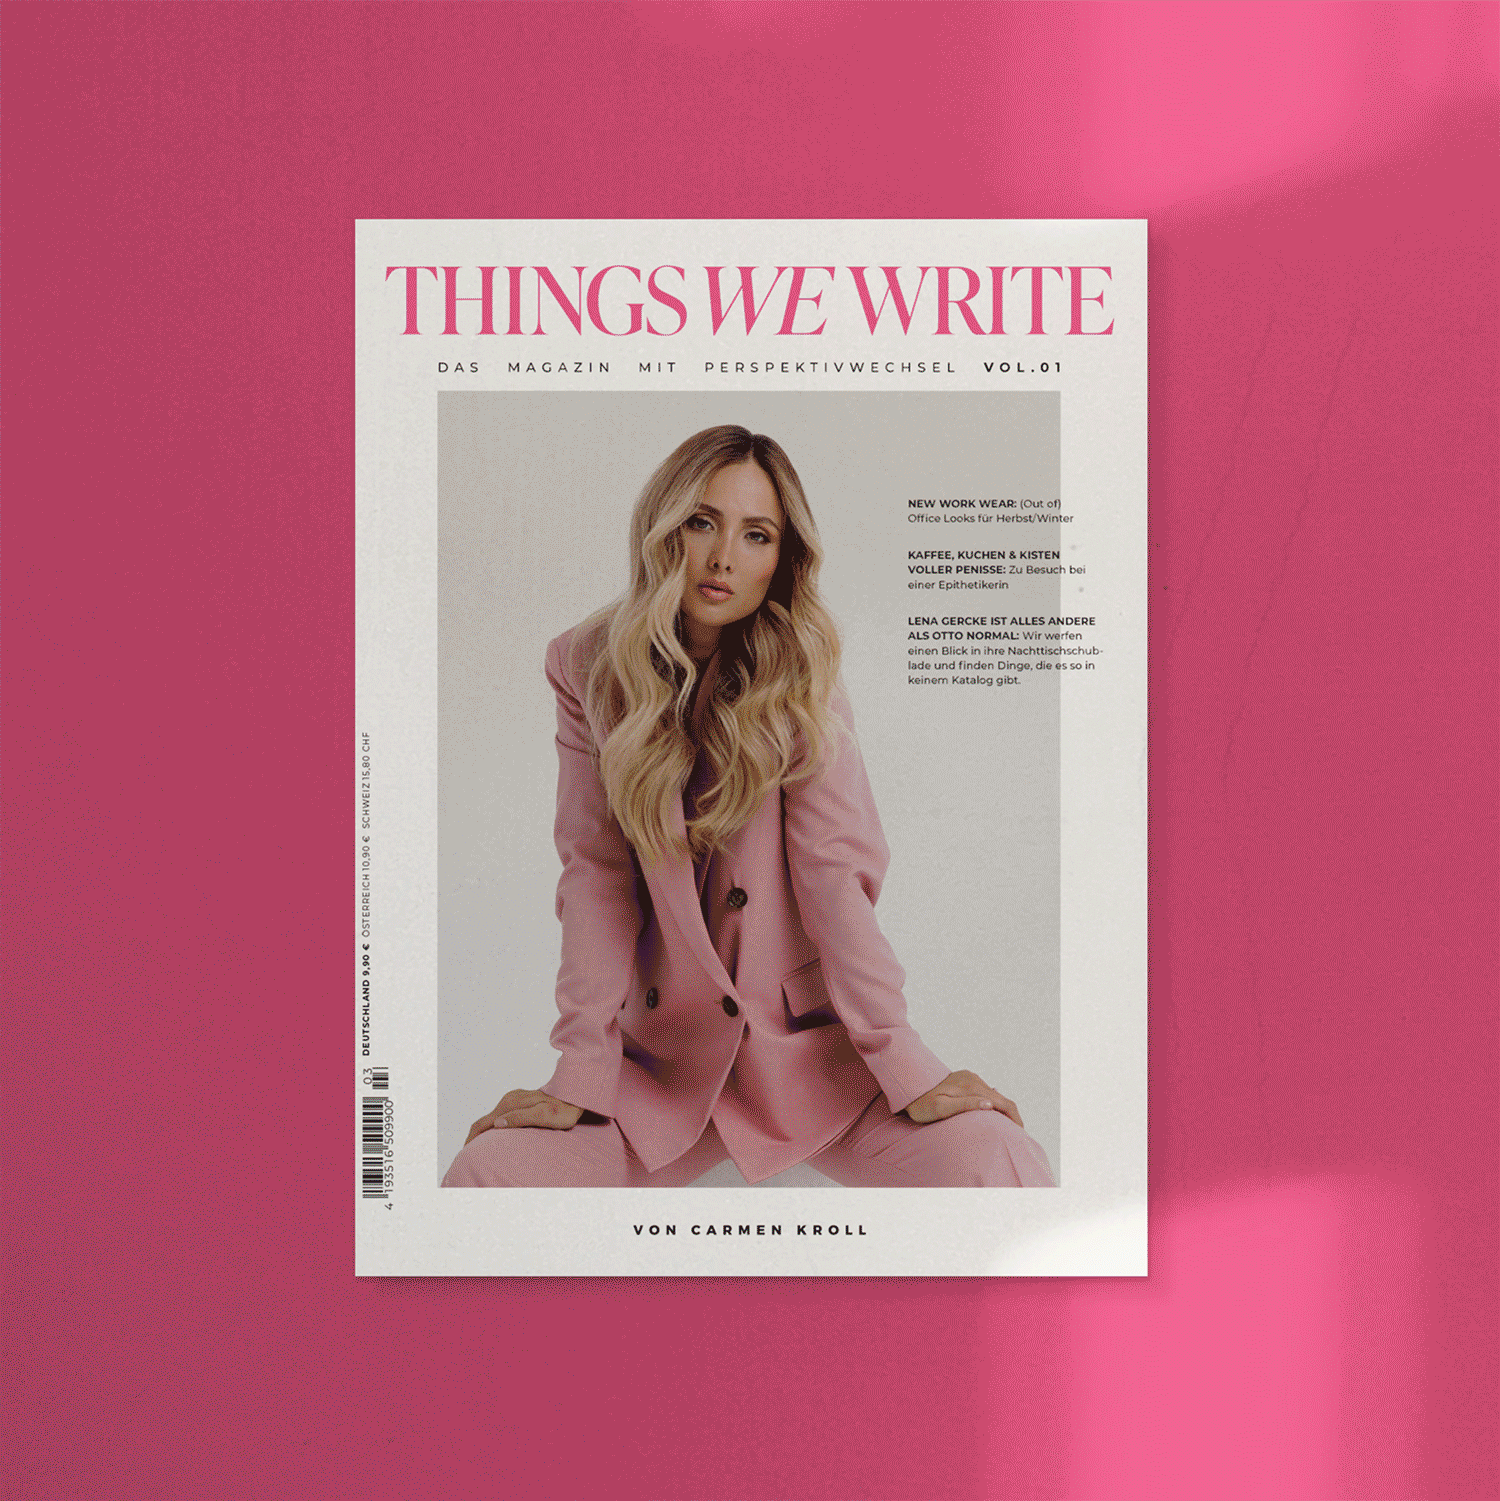 THINGS WE WRITE
DAS MAGAZIN MIT PERSPEKTIVWECHSEL VOL.01
NEW WORK WEAR: (Out of)
Office Looks für Herbst/Winter
KAFFEE, KUCHEN & KISTEN
VOLLER PENISSE: Zu Besuch bei
einer Epithetikerin
LENA GERCKE IST ALLES ANDERE
ALS OTTO NORMAL: Wir werfen
einen Blick in ihre Nachttischschub-
lade und finden Dinge, die es so in
keinem Katalog gibt.
DEUTSCHLAND 9,90 € ÖSTERREICH 10,90 € SCHWEIZ 15,80 CHF
4 193516 509900 03
VON CARMEN KROLL